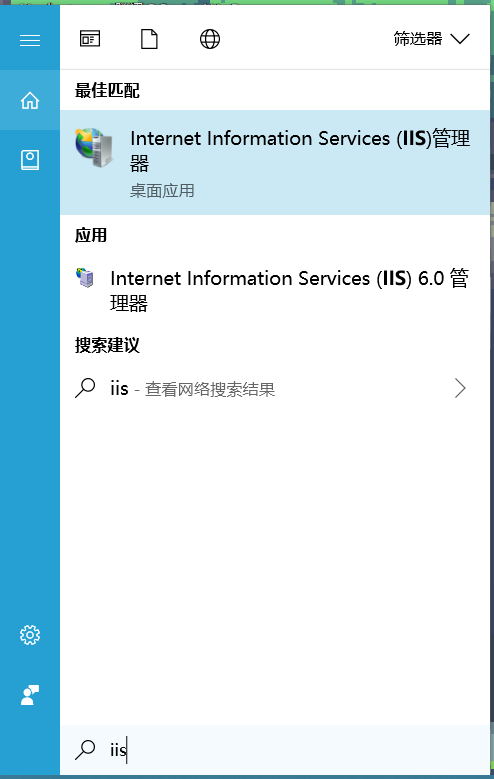 筛选器
最佳匹配
Internet Information Services (IIS)管理
器
桌面应用
应用
Internet Information Services (IIS) 6.0 管
理器
搜索建议
iis - 查看网络搜索结果
iis